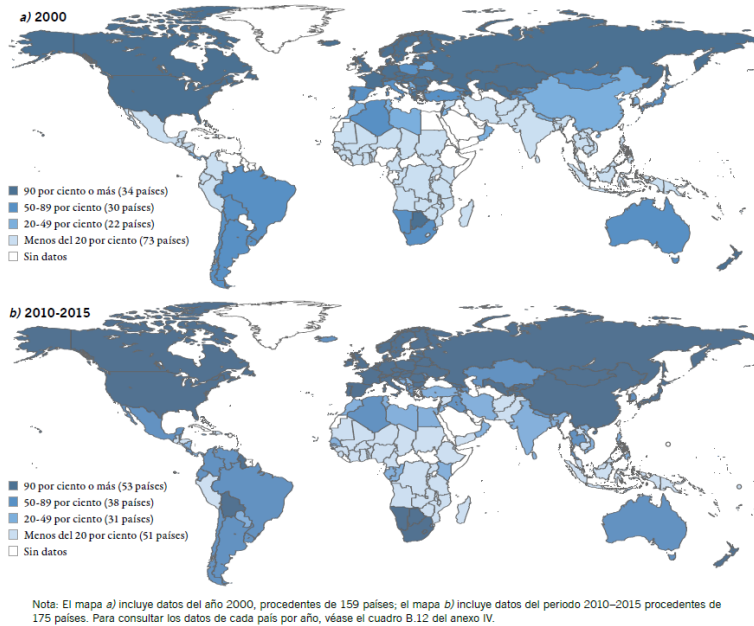 a) 2000
90 por ciento o más (34 países)
50-89 por ciento (30 países)
20-49 por ciento (22 países)
Menos del 20 por ciento (73 países)
Sin datos
b) 2010-2015
90 por ciento o más (53 países)
50-89 por ciento (38 países)
20-49 por ciento (31 países)
Menos del 20 por ciento (51 países)
Sin datos
Nota: El mapa a) incluye datos del año 2000, procedentes de 159 países; el mapa b) incluye datos del periodo 2010–2015 procedentes de
175 países. Para consultar los datos de cada país por año, véase el cuadro B.12 del anexo IV.